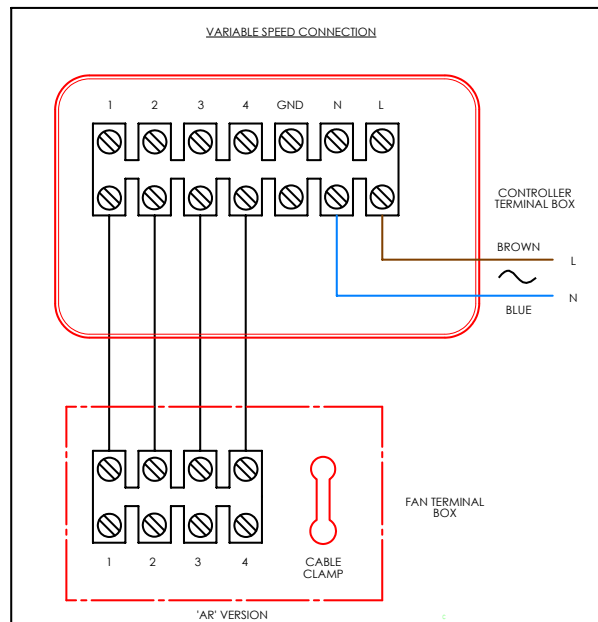 VARIABLE SPEED CONNECTION
1 2 3 4 GND N L
CONTROLLER
TERMINAL BOX
BROWN
L
N
BLUE
FAN TERMINAL
BOX
1 2 3 4
CABLE
CLAMP
'AR' VERSION
c